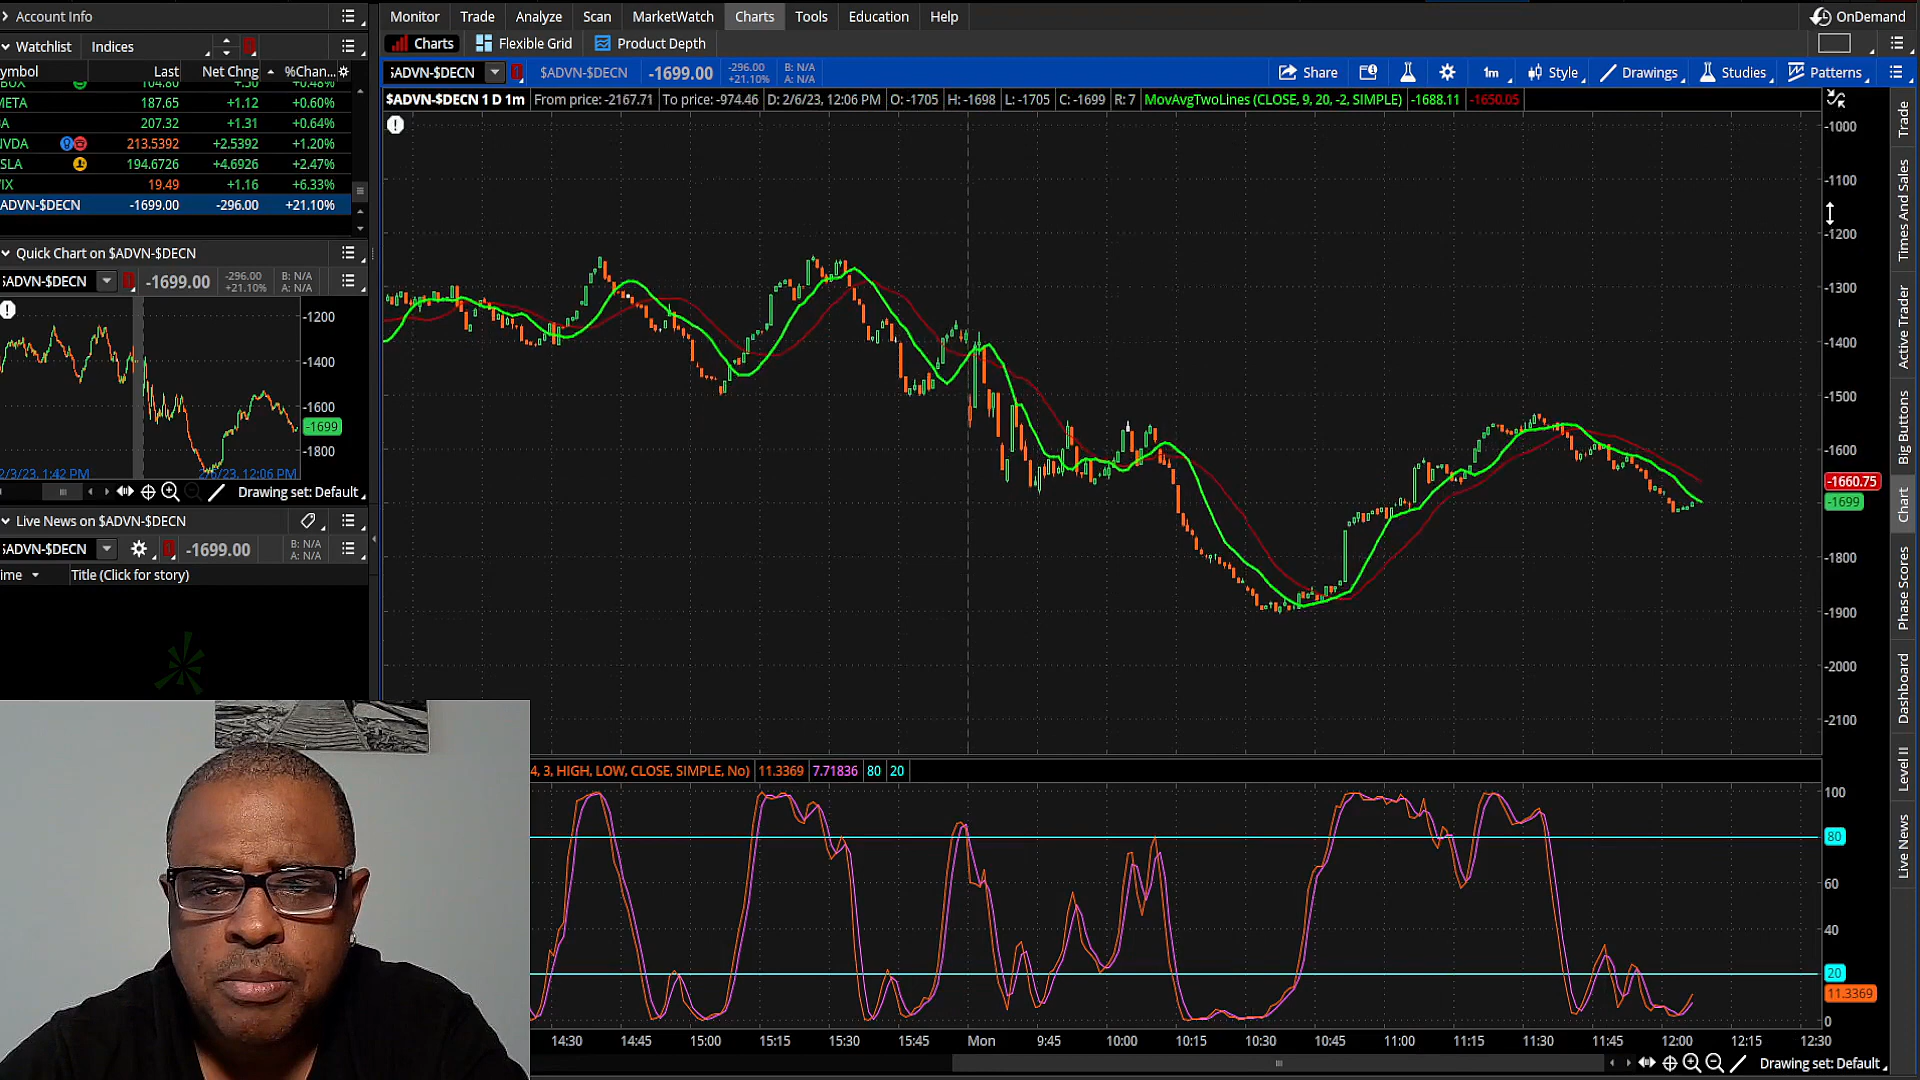 Account Info
Monitor Trade Analyze Scan MarketWatch Charts Tools Education Help
OnDemand
Watchlist Indices
Charts Flexible Grid Product Depth
ymbol Last Net Chng %Chan...
META 187.65 +1.12 +0.60%
BA 207.32 +1.31 +0.64%
NVDA 213.5392 +2.5392 +1.20%
SLA 194.6726 +4.6926 +2.47%
VIX 19.49 +1.16 +6.33%
ADVN-$DECN -1699.00 -296.00 +21.10%
$ADVN-$DECN $ADVN-$DECN -1699.00 -296.00 +21.10% B: N/A A: N/A
Share 1m Style Drawings Studies Patterns
$ADVN-$DECN 1 D 1m From price: -2167.71 To price: -974.46 D: 2/6/23, 12:06 PM O: -1705 H: -1698 L: -1705 C: -1699 R: 7 MovAvgTwoLines (CLOSE, 9, 20, -2, SIMPLE) -1688.11 -1650.05
-1000
-1100
-1200
-1300
-1400
-1500
-1600
-1660.75
-1699
-1800
-1900
-2000
-2100
Quick Chart on $ADVN-$DECN
$ADVN-$DECN -1699.00 -296.00 +21.10% B: N/A A: N/A
-1200
-1400
-1600
-1699
-1800
2/3/23, 1:42 PM 2/6/23, 12:06 PM
Drawing set: Default
Live News on $ADVN-$DECN
$ADVN-$DECN -1699.00 B: N/A A: N/A
ime Title (Click for story)
4, 3, HIGH, LOW, CLOSE, SIMPLE, No) 11.3369 7.71836 80 20
100
80
60
40
20
11.3369
0
14:30 14:45 15:00 15:15 15:30 15:45 Mon 9:45 10:00 10:15 10:30 10:45 11:00 11:15 11:30 11:45 12:00 12:15 12:30
Drawing set: Default
Trade
Times And Sales
Active Trader
Big Buttons
Chart
Phase Scores
Dashboard
Level II
Live News